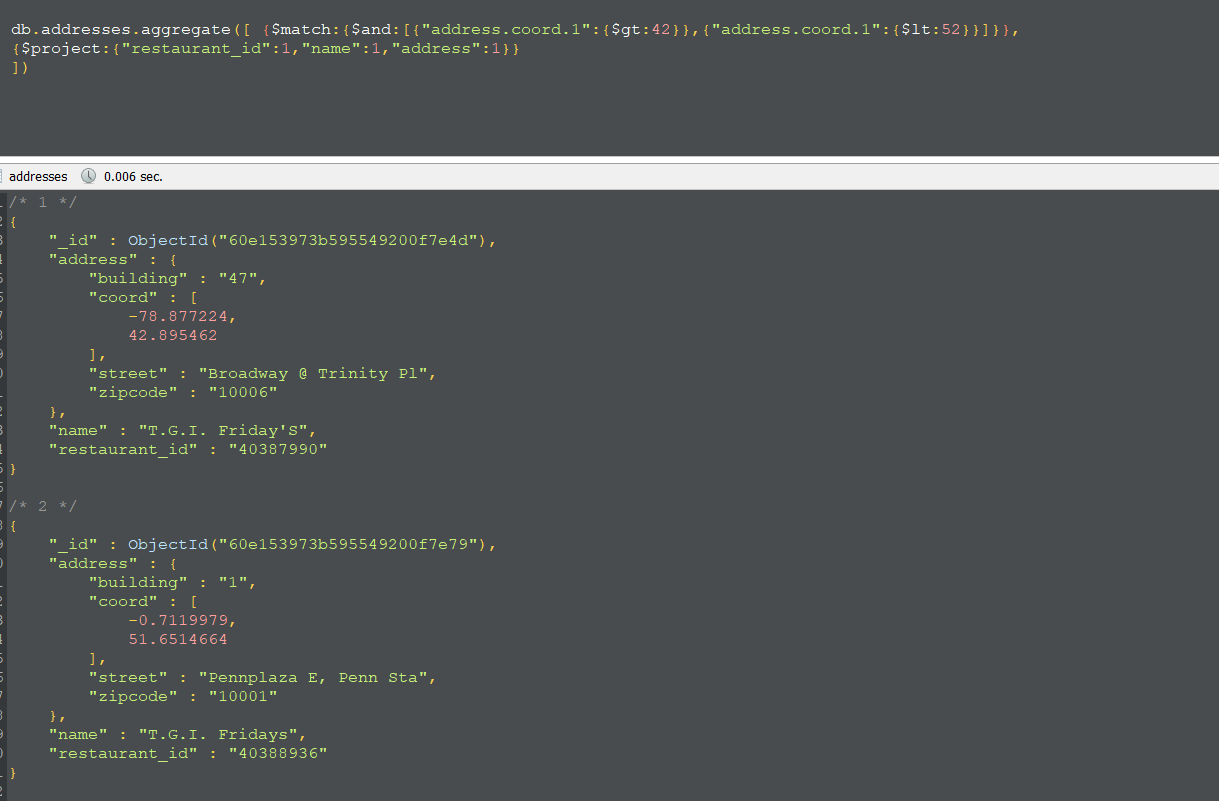 db.addresses.aggregate([ {$match:{$and:[{"address.coord.1":{$gt:42}},{"address.coord.1":{$lt:52}}]}},
{$project:{"restaurant_id":1,"name":1,"address":1}}
])
addresses 0.006 sec.
/* 1 */
{
"_id" : ObjectId("60e153973b595549200f7e4d"),
"address" : {
"building" : "47",
"coord" : [
-78.877224,
42.895462
],
"street" : "Broadway @ Trinity Pl",
"zipcode" : "10006"
},
"name" : "T.G.I. Friday'S",
"restaurant_id" : "40387990"
}
/* 2 */
{
"_id" : ObjectId("60e153973b595549200f7e79"),
"address" : {
"building" : "1",
"coord" : [
-0.7119979,
51.6514664
],
"street" : "Pennplaza E, Penn Sta",
"zipcode" : "10001"
},
"name" : "T.G.I. Fridays",
"restaurant_id" : "40388936"
}